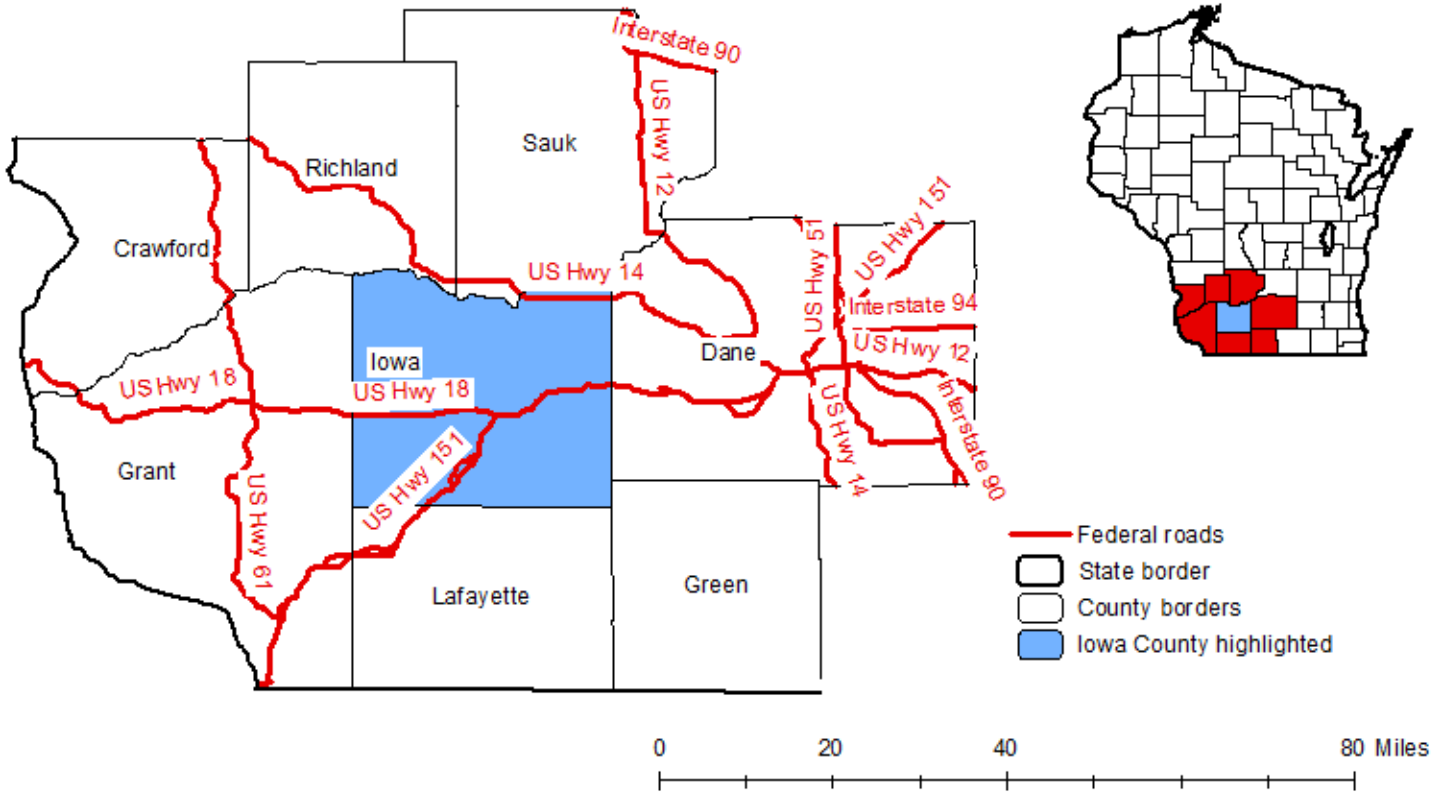 Interstate 90
US Hwy 12
Sauk
Richland
Crawford
US Hwy 14
US Hwy 51
US Hwy 151
Interstate 94
US Hwy 12
Dane
Iowa
US Hwy 18
US Hwy 18
US Hwy 14
Interstate 90
Grant
US Hwy 151
US Hwy 61
Lafayette
Green
Federal roads
State border
County borders
Iowa County highlighted
0 20 40 80 Miles